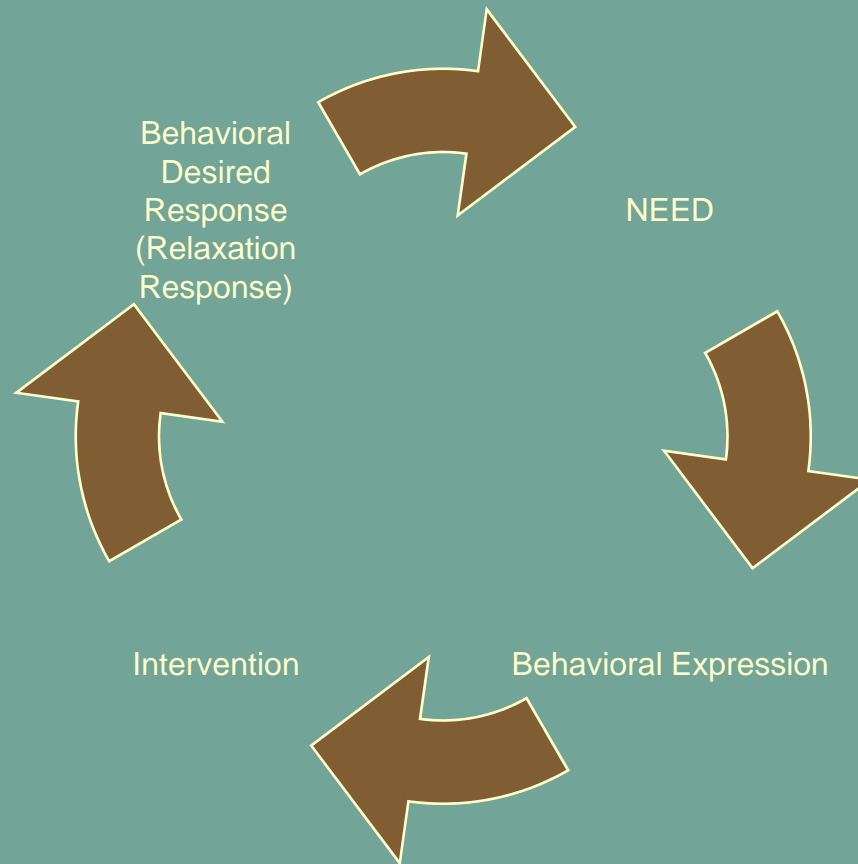 Behavioral
Desired
Response
(Relaxation
Response)
NEED
Behavioral Expression
Intervention